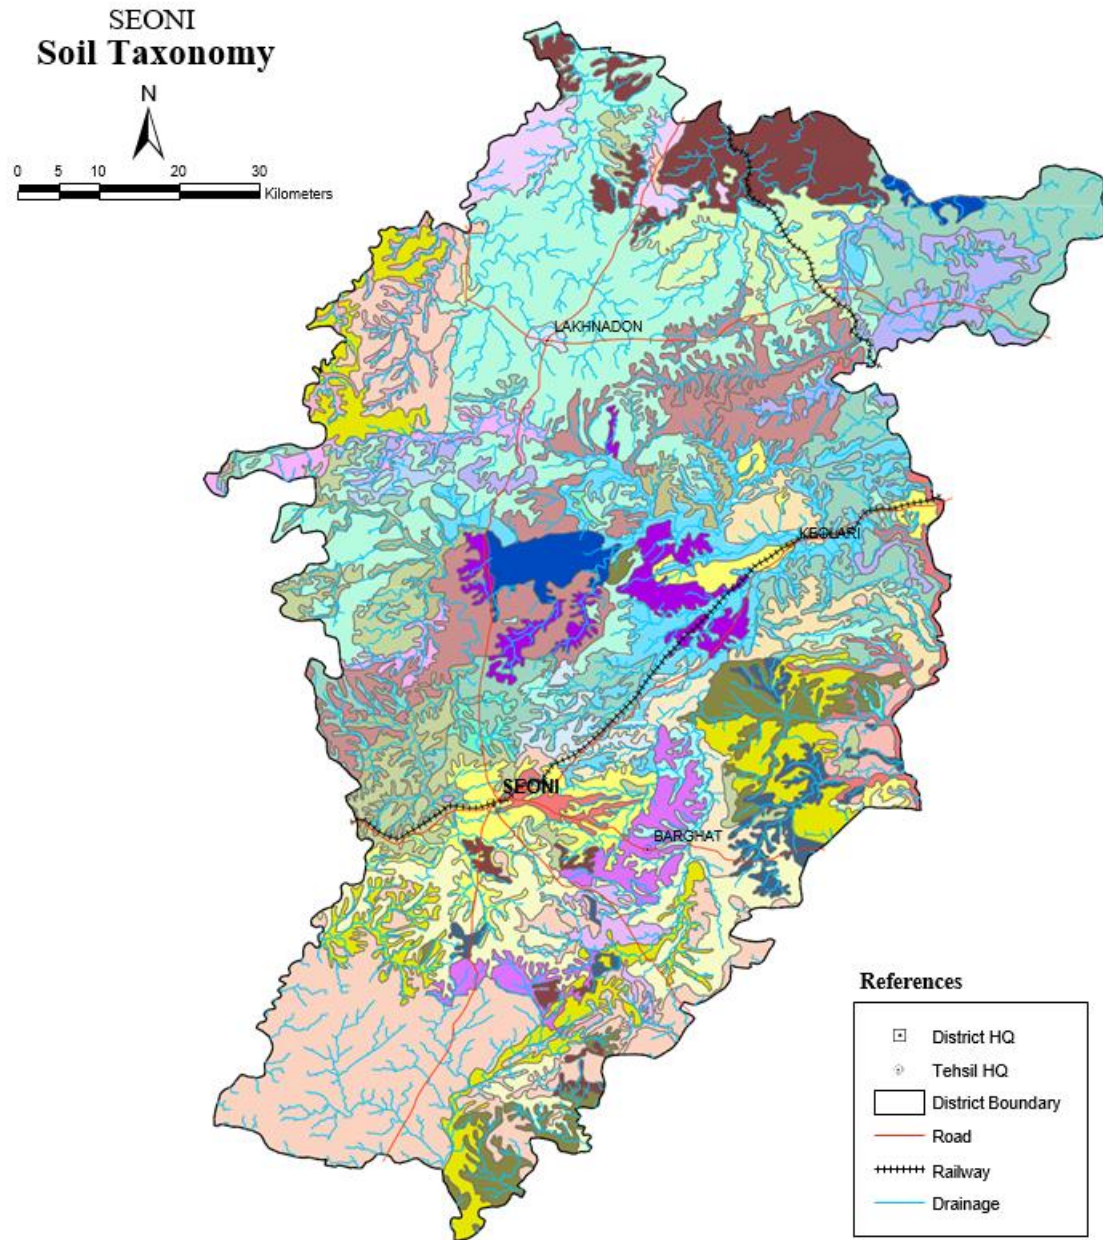 SEONI
Soil Taxonomy
N
0 5 10 20 30
Kilometers
LAKHNADON
KEOLARI
SEONI
BARGHAT
References
District HQ
Tehsil HQ
District Boundary
Road
Railway
Drainage